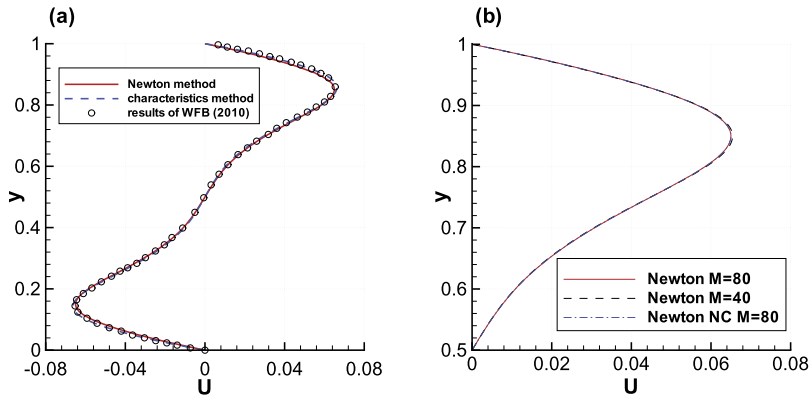 (a)
1
0.8
0.6
0.4
0.2
0
y
Newton method
characteristics method
results of WFB (2010)
-0.08
-0.04
0
0.04
0.08
U
(b)
1
0.9
0.8
0.7
0.6
0.5
y
Newton M=80
Newton M=40
Newton NC M=80
0
0.02
0.04
0.06
0.08
U